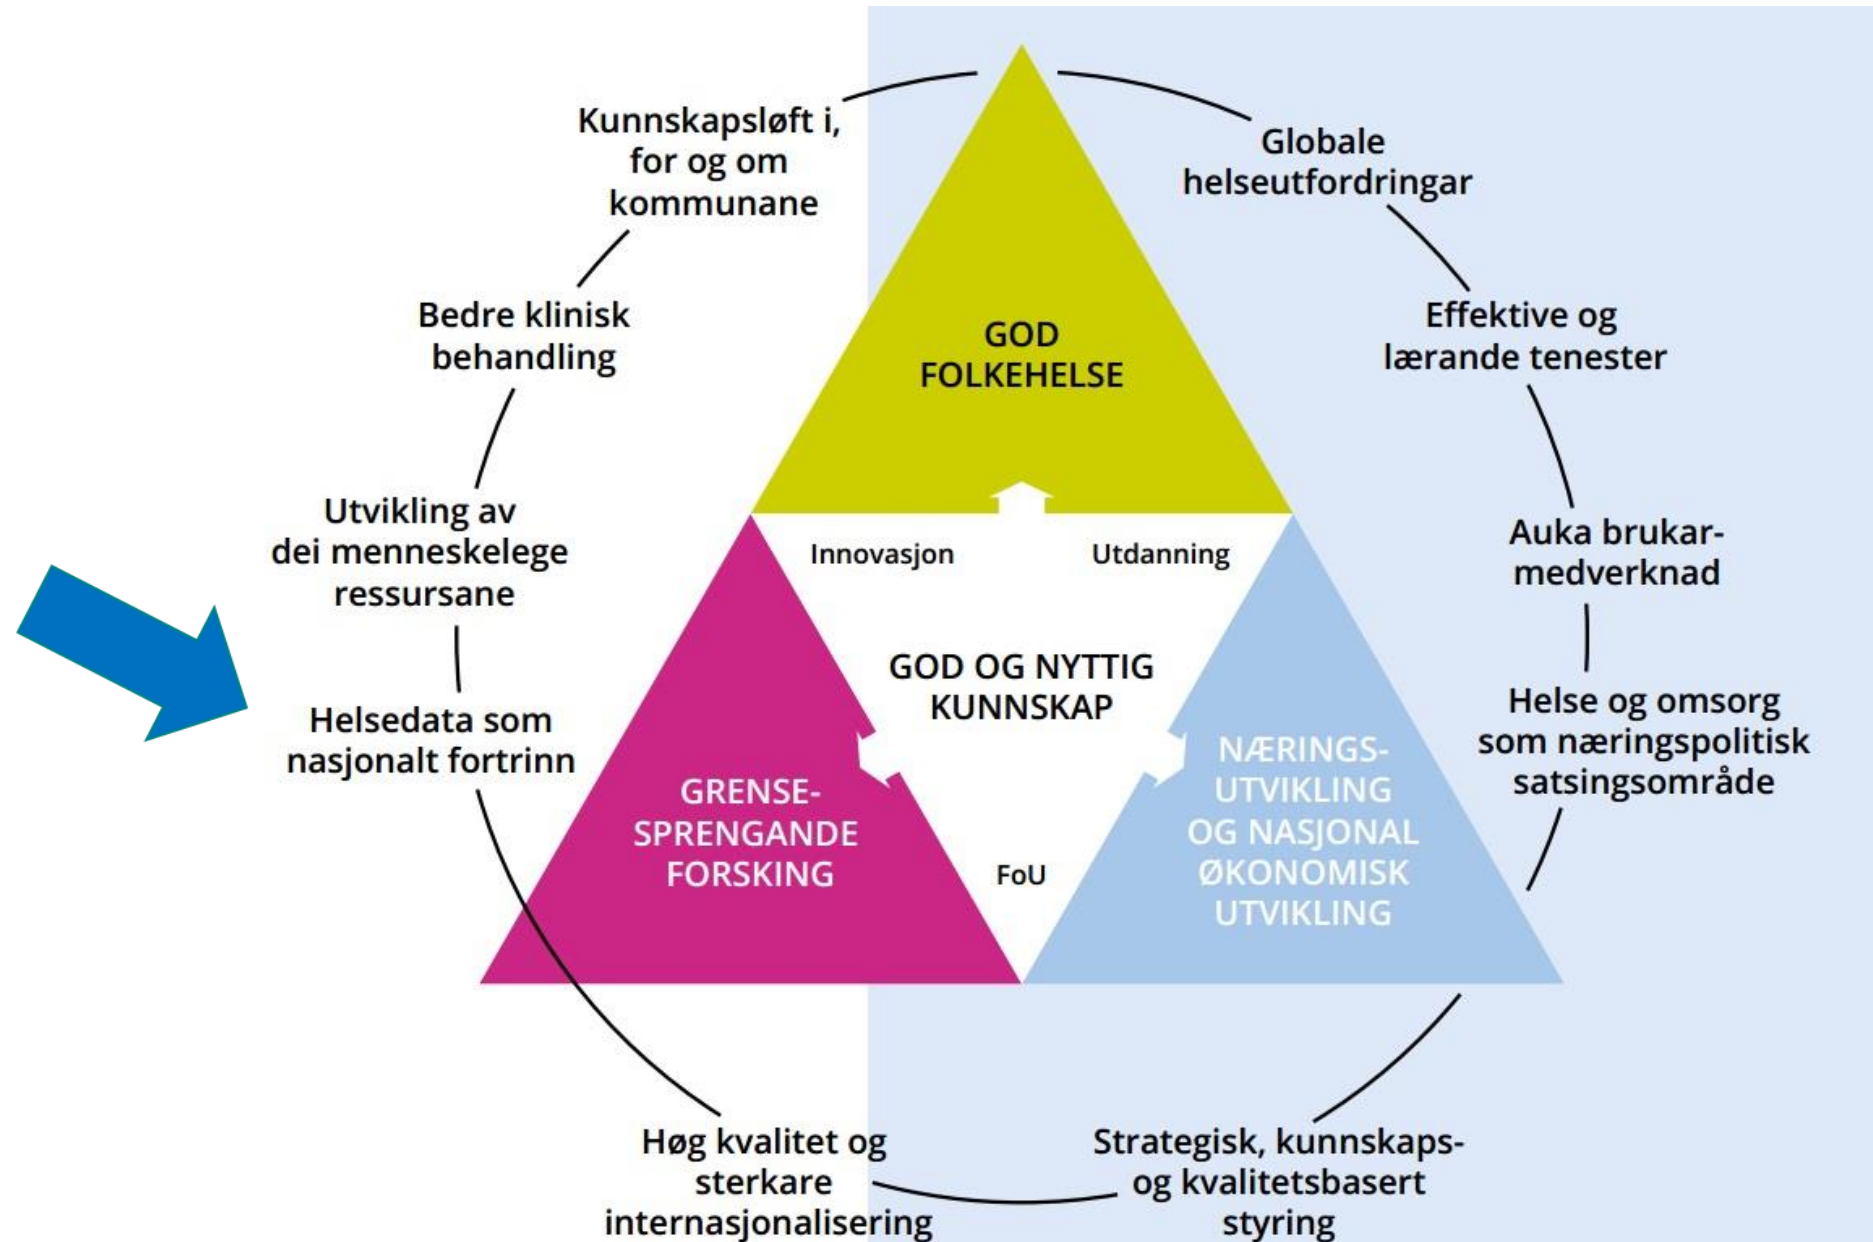 Kunnskapsløft i,
for og om
kommunane
Globale
helseutfordringar
Bedre klinisk
behandling
Effektive og
lærande tenester
GOD
FOLKEHELSE
Utvikling av
dei menneskelege
ressursane
Auka brukar-
medverknad
Innovasjon
Utdanning
GOD OG NYTTIG
KUNNSKAP
Helsedata som
nasjonalt fortrinn
Helse og omsorg
som næringspolitisk
satsingsområde
GRENSE-
SPRENGANDE
FORSKING
NÆRINGS-
UTVIKLING
OG NASJONAL
ØKONOMISK
UTVIKLING
FoU
Høg kvalitet og
sterkare
internasjonalisering
Strategisk, kunnskaps-
og kvalitetsbasert
styring